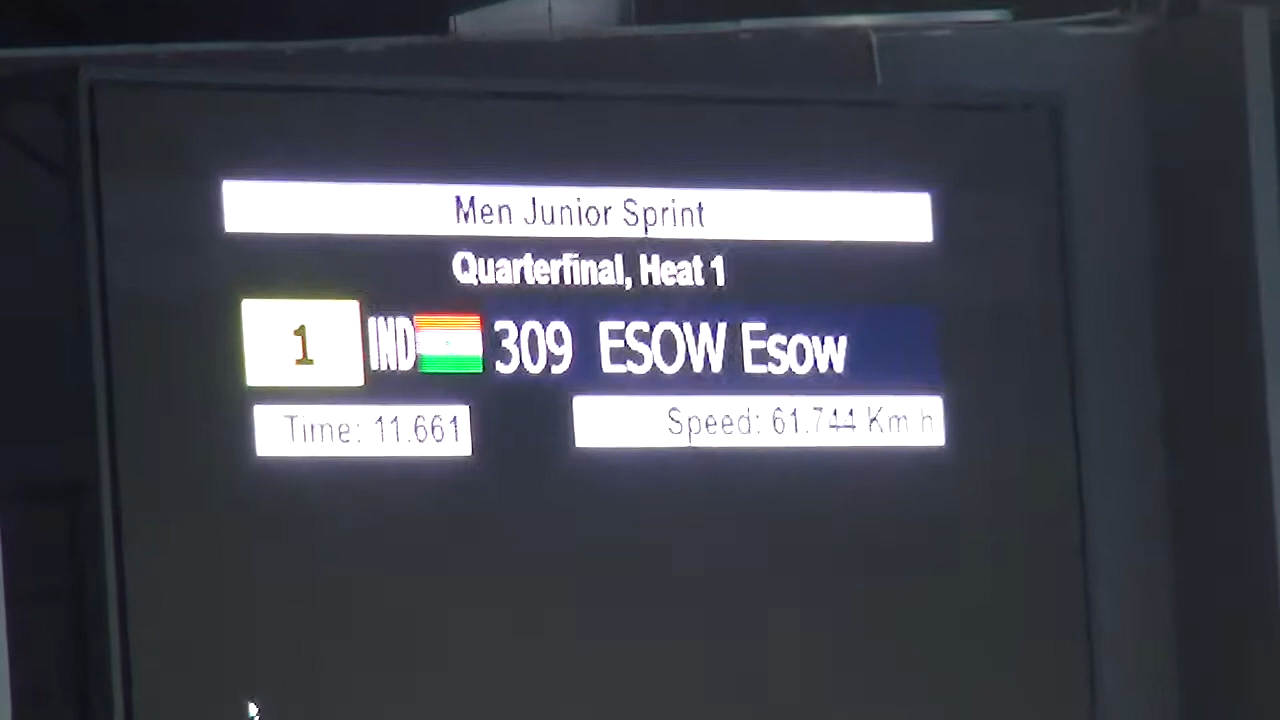 Men Junior Sprint
Quarterfinal, Heat 1
1 IND 309 ESOW Esow
Time: 11.661 Speed: 61.744 Km h